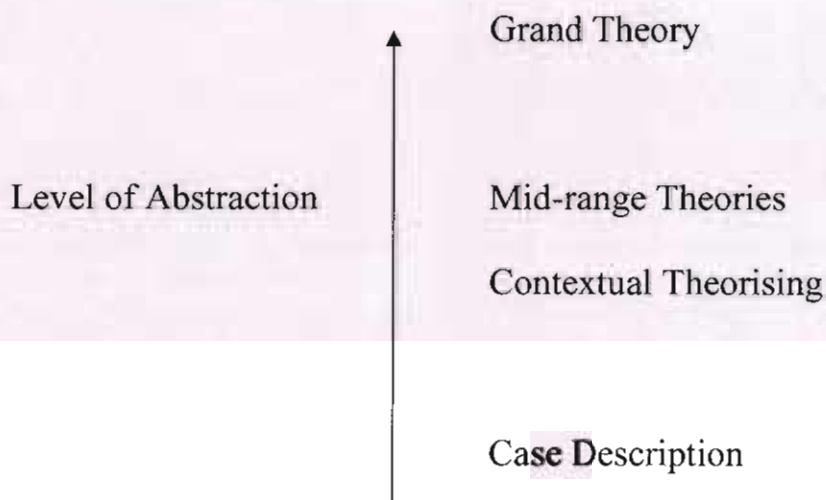 Grand Theory
Level of Abstraction
Mid-range Theories
Contextual Theorising
Case Description